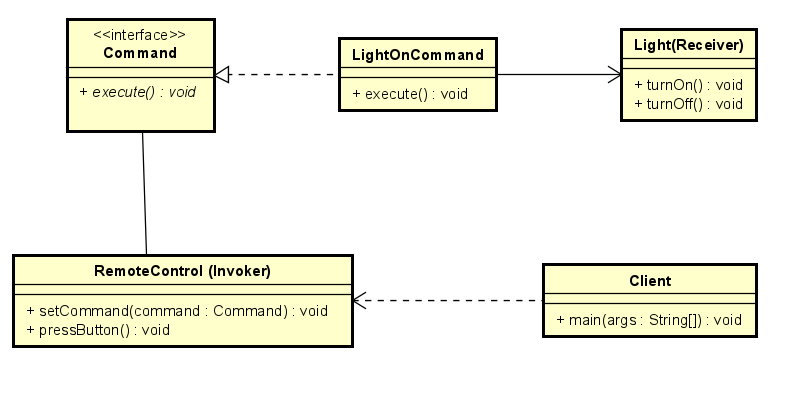 <<interface>>
Command
+ execute() : void
LightOnCommand
+ execute() : void
Light(Receiver)
+ turnOn() : void
+ turnOff() : void
RemoteControl (Invoker)
+ setCommand(command : Command) : void
+ pressButton() : void
Client
+ main(args : String[]) : void